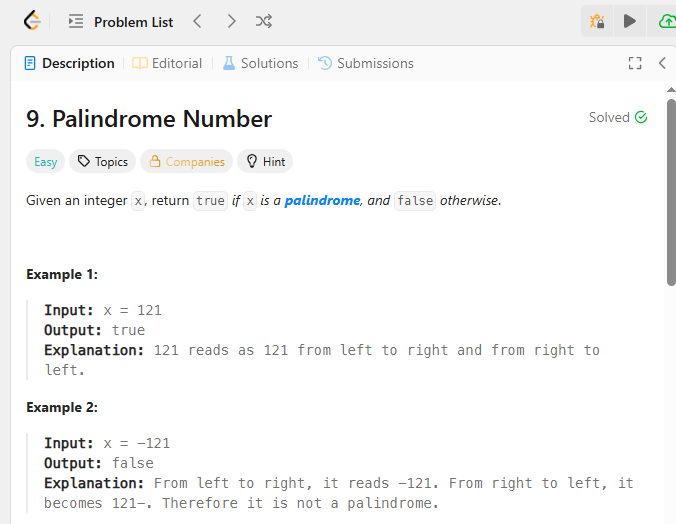 Problem List
Description Editorial Solutions Submissions
9. Palindrome Number
Solved
Easy Topics Companies Hint
Given an integer x, return true if x is a palindrome, and false otherwise.
Example 1:
Input: x = 121
Output: true
Explanation: 121 reads as 121 from left to right and from right to
left.
Example 2:
Input: x = -121
Output: false
Explanation: From left to right, it reads -121. From right to left, it
becomes 121-. Therefore it is not a palindrome.